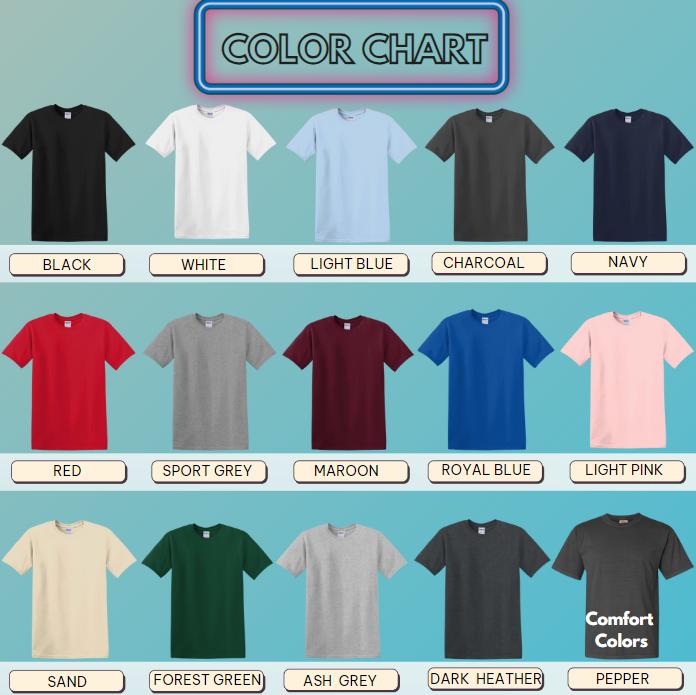 COLOR CHART
BLACK
WHITE
LIGHT BLUE
CHARCOAL
NAVY
RED
SPORT GREY
MAROON
ROYAL BLUE
LIGHT PINK
Comfort
Colors
SAND
FOREST GREEN
ASH GREY
DARK HEATHER
PEPPER